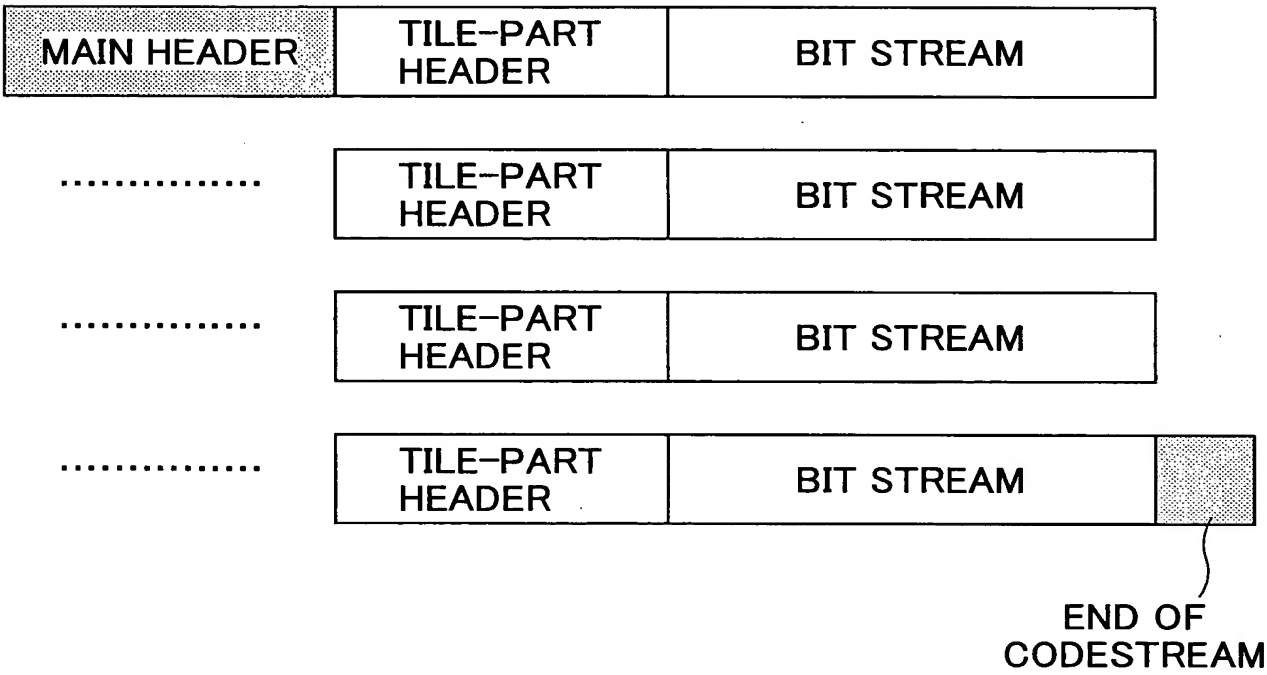 MAIN HEADER
TILE-PART
HEADER
BIT STREAM
...............
TILE-PART
HEADER
BIT STREAM
...............
TILE-PART
HEADER
BIT STREAM
...............
TILE-PART
HEADER
BIT STREAM
END OF
CODESTREAM